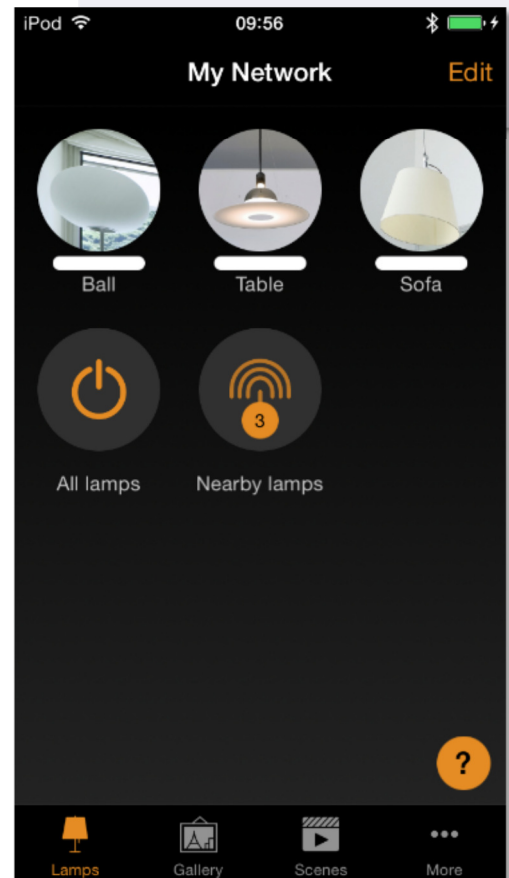 iPod 09:56
My Network Edit
Ball Table Sofa
3
All lamps Nearby lamps
?
Lamps Gallery Scenes More